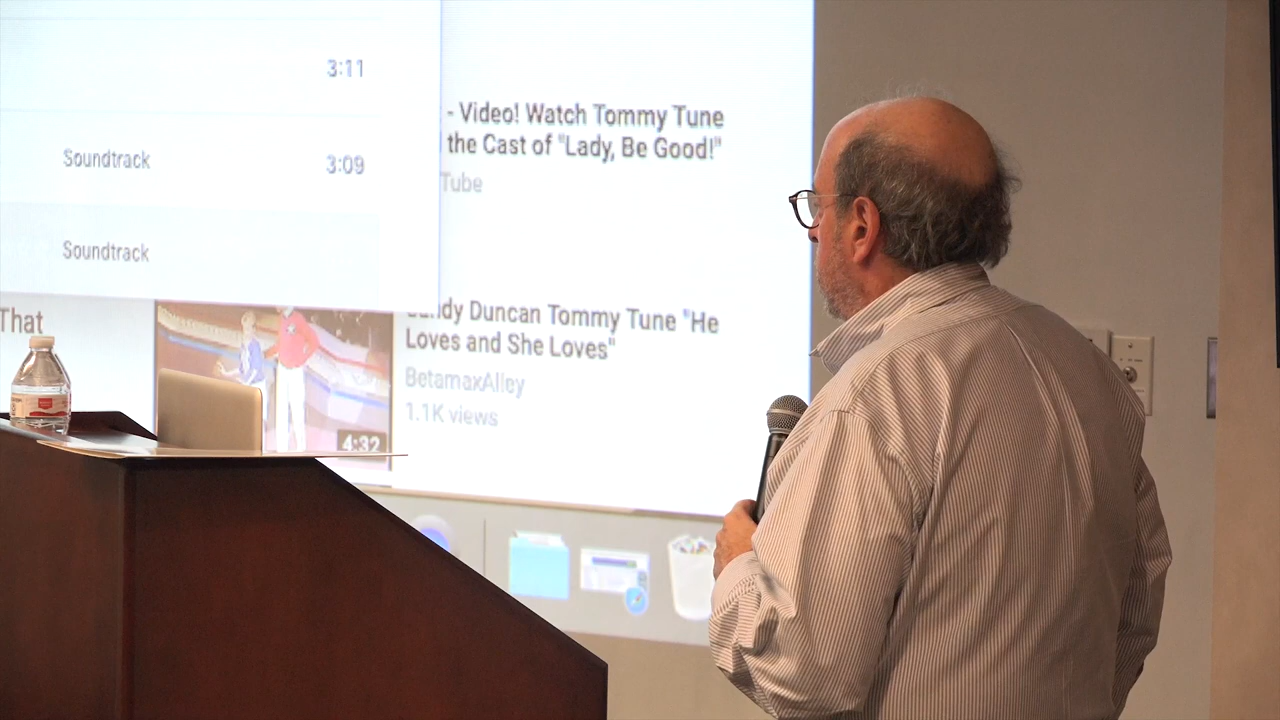 3:11
Soundtrack
3:09
Soundtrack
- Video! Watch Tommy Tune
the Cast of "Lady, Be Good!"
Tube
That
Duncan Tommy Tune "He
Loves and She Loves"
BetamaxAlley
1.1K views
4:32